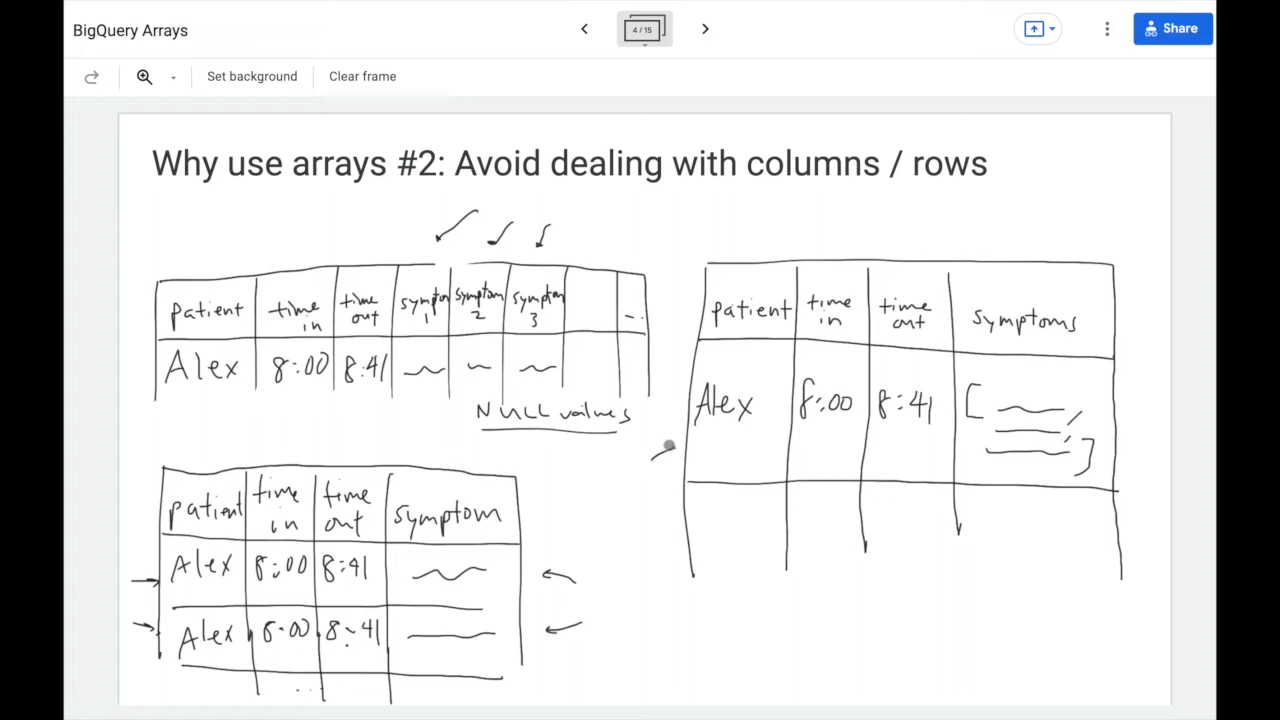 BigQuery Arrays
4 / 15
Share
Set background
Clear frame
Why use arrays #2: Avoid dealing with columns / rows
patient time in time out symptom 1 symptom 2 symptom 3 ...
Alex 8:00 8:41
NULL values
patient time in time out symptoms
Alex 8:00 8:41 [ , , ]
patient time in time out symptom
Alex 8:00 8:41
Alex 8:00 8:41
...